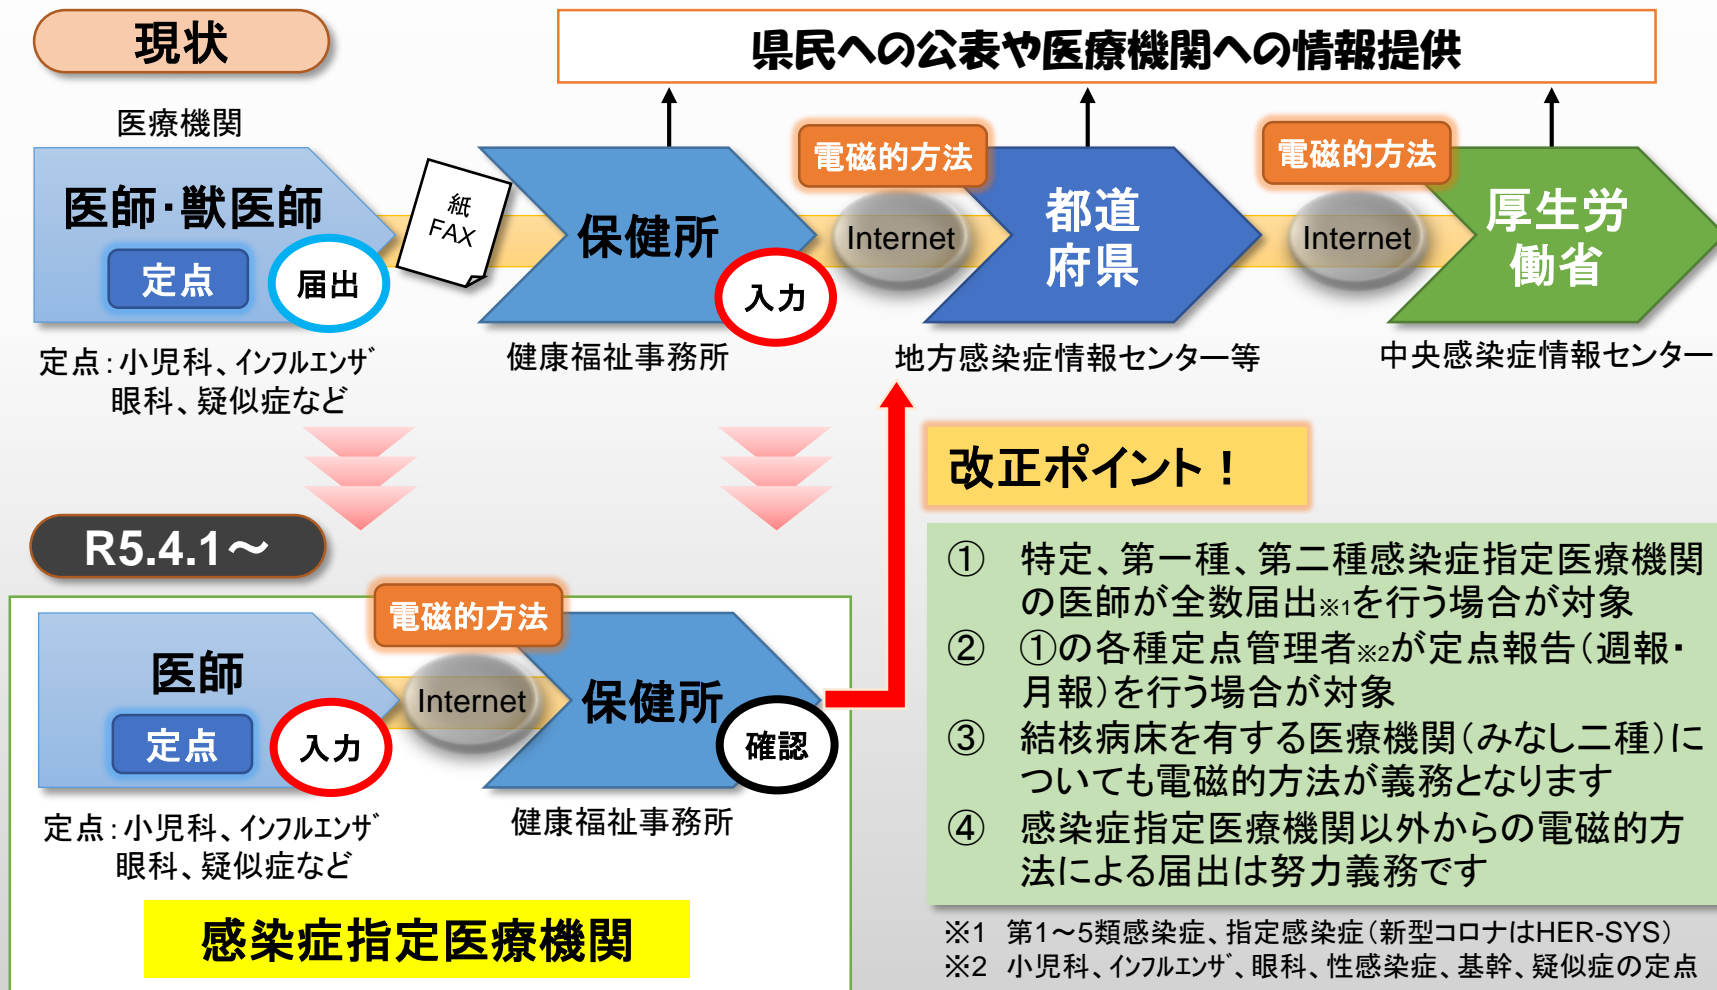 現状
県民への公表や医療機関への情報提供
医療機関
医師・獣医師
定点
届出
紙
FAX
保健所
入力
電磁的方法
Internet
都道
府県
電磁的方法
Internet
厚生労
働省
定点：小児科、ｲﾝﾌﾙｴﾝｻﾞ
眼科、疑似症など
健康福祉事務所
地方感染症情報センター等
中央感染症情報センター
R5.4.1～
医師
定点
入力
電磁的方法
Internet
保健所
確認
定点：小児科、ｲﾝﾌﾙｴﾝｻﾞ
眼科、疑似症など
健康福祉事務所
感染症指定医療機関
改正ポイント！
① 特定、第一種、第二種感染症指定医療機関
の医師が全数届出※1を行う場合が対象
② ①の各種定点管理者※2が定点報告（週報・
月報）を行う場合が対象
③ 結核病床を有する医療機関（みなし二種）に
ついても電磁的方法が義務となります
④ 感染症指定医療機関以外からの電磁的方
法による届出は努力義務です
※1 第1～5類感染症、指定感染症（新型コロナはHER-SYS）
※2 小児科、ｲﾝﾌﾙｴﾝｻﾞ、眼科、性感染症、基幹、疑似症の定点